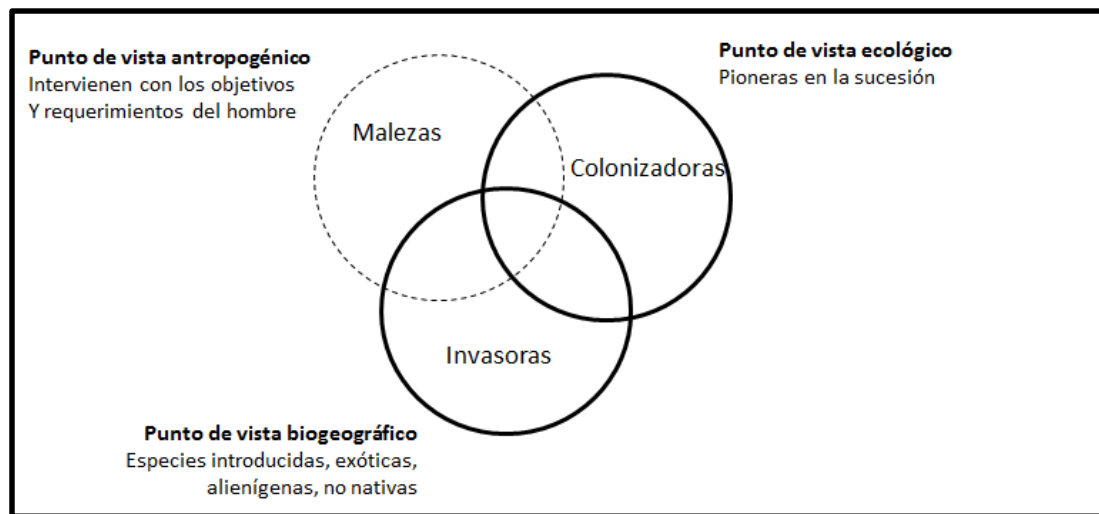 Punto de vista antropogénico
Intervienen con los objetivos
Y requerimientos del hombre
Punto de vista ecológico
Pioneras en la sucesión
Malezas
Colonizadoras
Invasoras
Punto de vista biogeográfico
Especies introducidas, exóticas,
alienígenas, no nativas